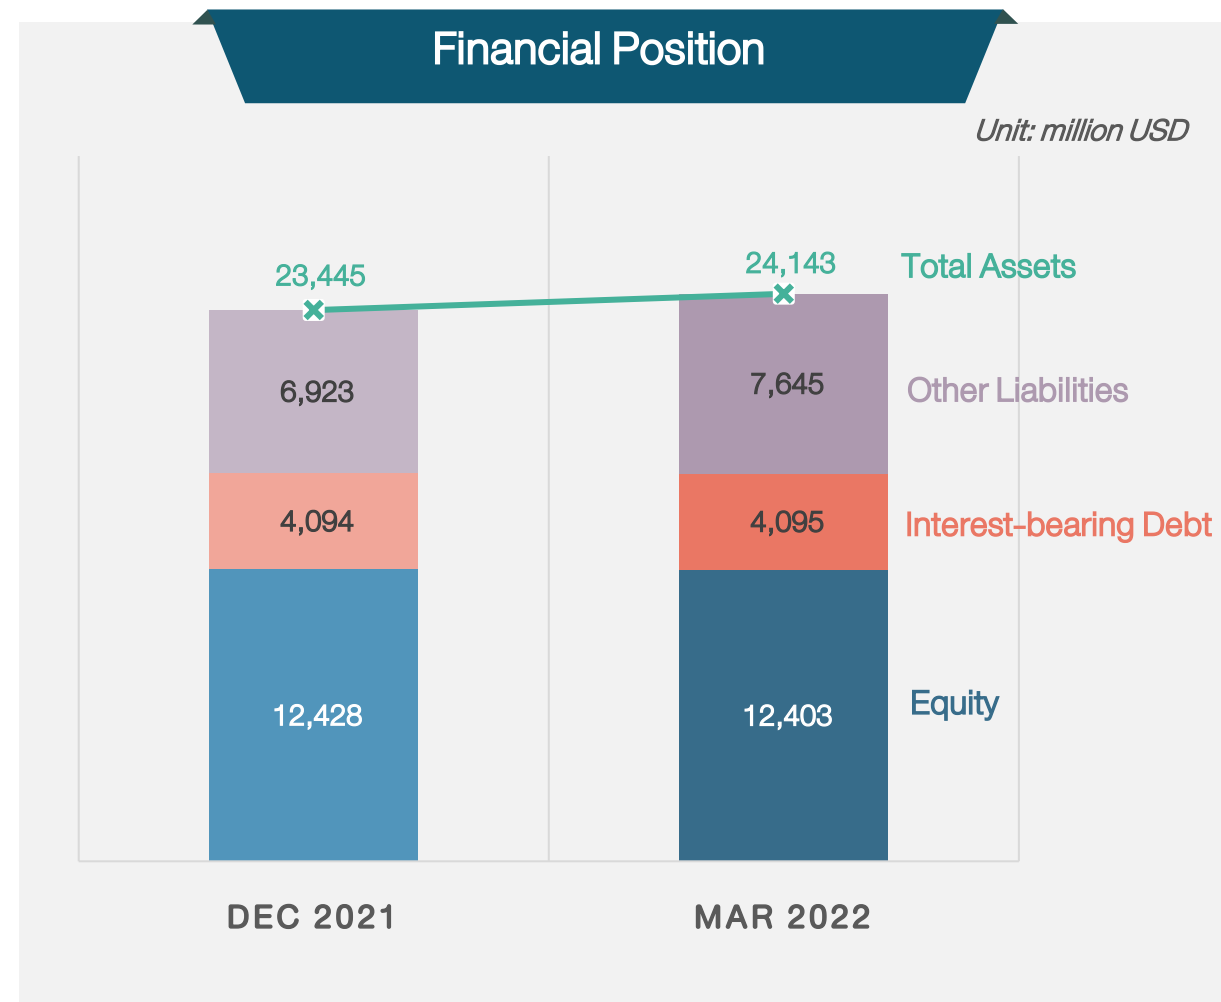 Financial Position
Unit: million USD
23,445
24,143
Total Assets
6,923
7,645
Other Liabilities
4,094
4,095
Interest-bearing Debt
12,428
12,403
Equity
DEC 2021
MAR 2022